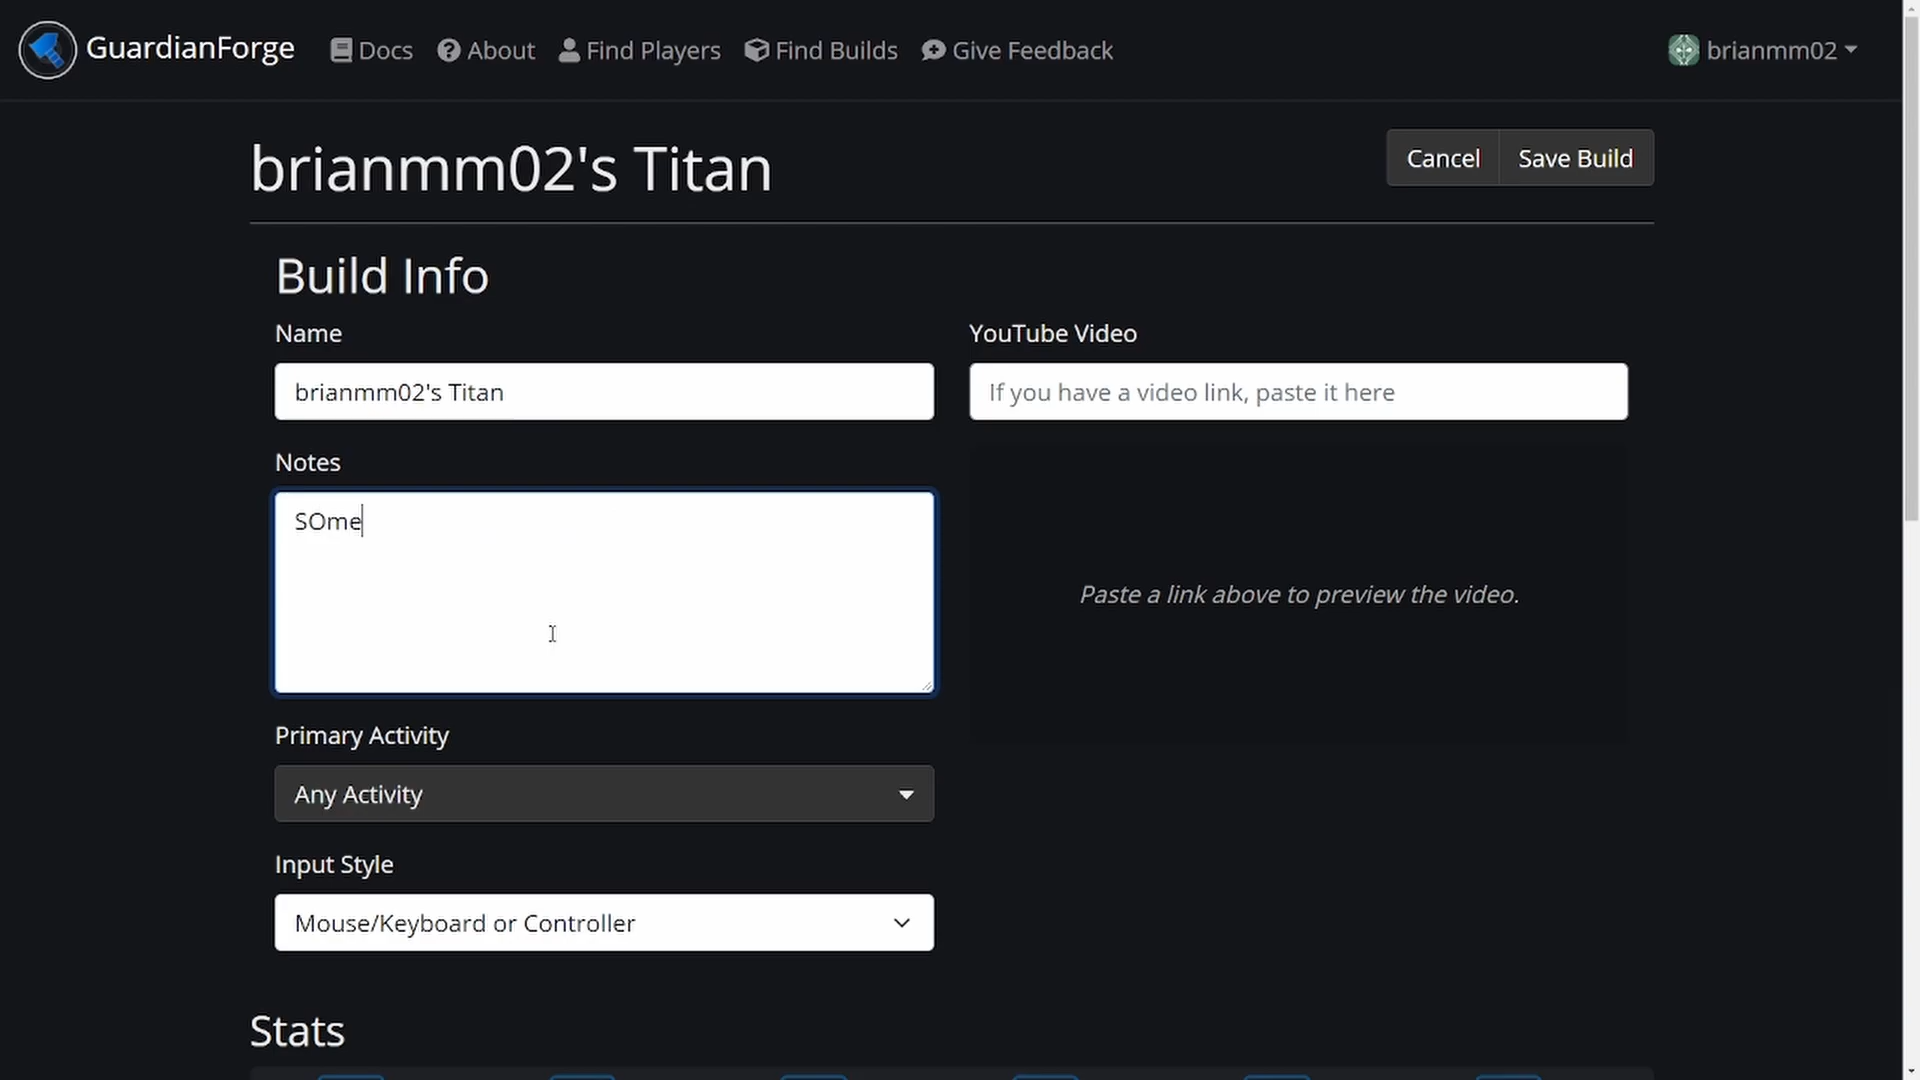 GuardianForge Docs About Find Players Find Builds Give Feedback brianmm02
brianmm02's Titan
Cancel Save Build
Build Info
Name
YouTube Video
brianmm02's Titan
If you have a video link, paste it here
Notes
SOme
Paste a link above to preview the video.
Primary Activity
Any Activity
Input Style
Mouse/Keyboard or Controller
Stats